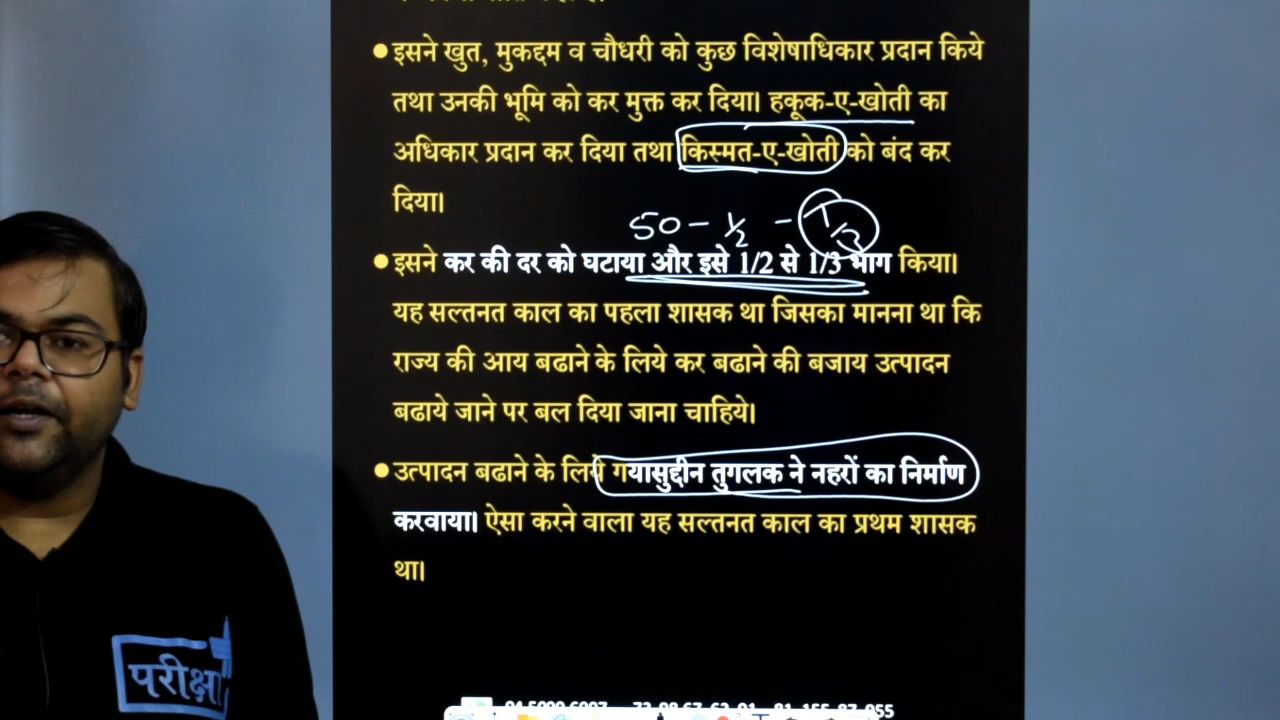 इसने खुत, मुकद्दम व चौधरी को कुछ विशेषाधिकार प्रदान किये
तथा उनकी भूमि को कर मुक्त कर दिया। हकूक-ए-खोती का
अधिकार प्रदान कर दिया तथा किस्मत-ए-खोती को बंद कर
दिया।
50 - 1/2 - 1/3
इसने कर की दर को घटाया और इसे 1/2 से 1/3 भाग किया।
यह सल्तनत काल का पहला शासक था जिसका मानना था कि
राज्य की आय बढाने के लिये कर बढाने की बजाय उत्पादन
बढाये जाने पर बल दिया जाना चाहिये।
उत्पादन बढाने के लिये गयासुद्दीन तुगलक ने नहरों का निर्माण
करवाया। ऐसा करने वाला यह सल्तनत काल का प्रथम शासक
था।
परीक्षा